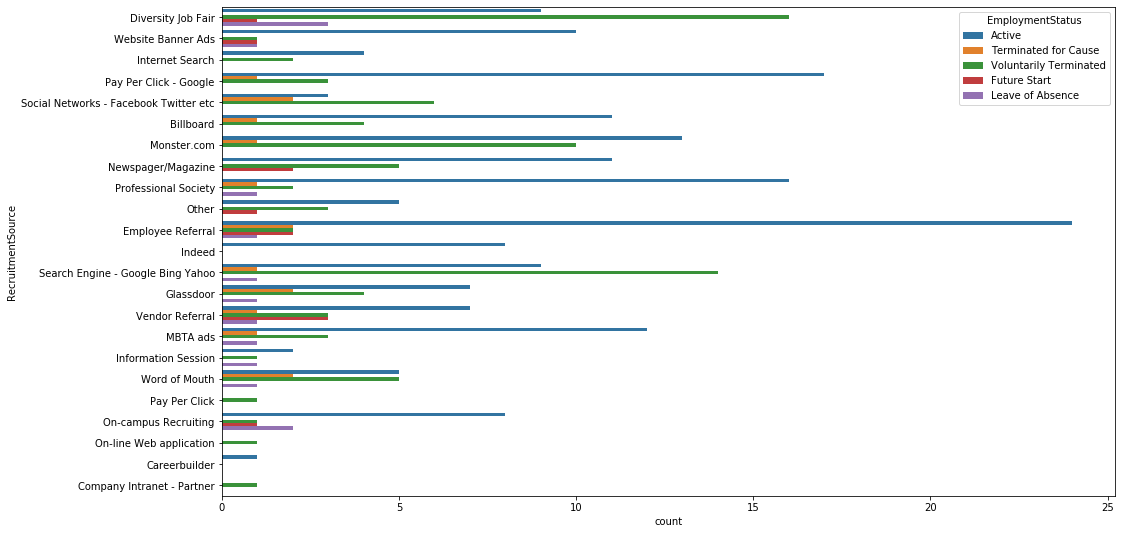 RecruitmentSource
Diversity Job Fair
Website Banner Ads
Internet Search
Pay Per Click - Google
Social Networks - Facebook Twitter etc
Billboard
Monster.com
Newspager/Magazine
Professional Society
Other
Employee Referral
Indeed
Search Engine - Google Bing Yahoo
Glassdoor
Vendor Referral
MBTA ads
Information Session
Word of Mouth
Pay Per Click
On-campus Recruiting
On-line Web application
Careerbuilder
Company Intranet - Partner
EmploymentStatus
Active
Terminated for Cause
Voluntarily Terminated
Future Start
Leave of Absence
0 5 10 15 20 25
count